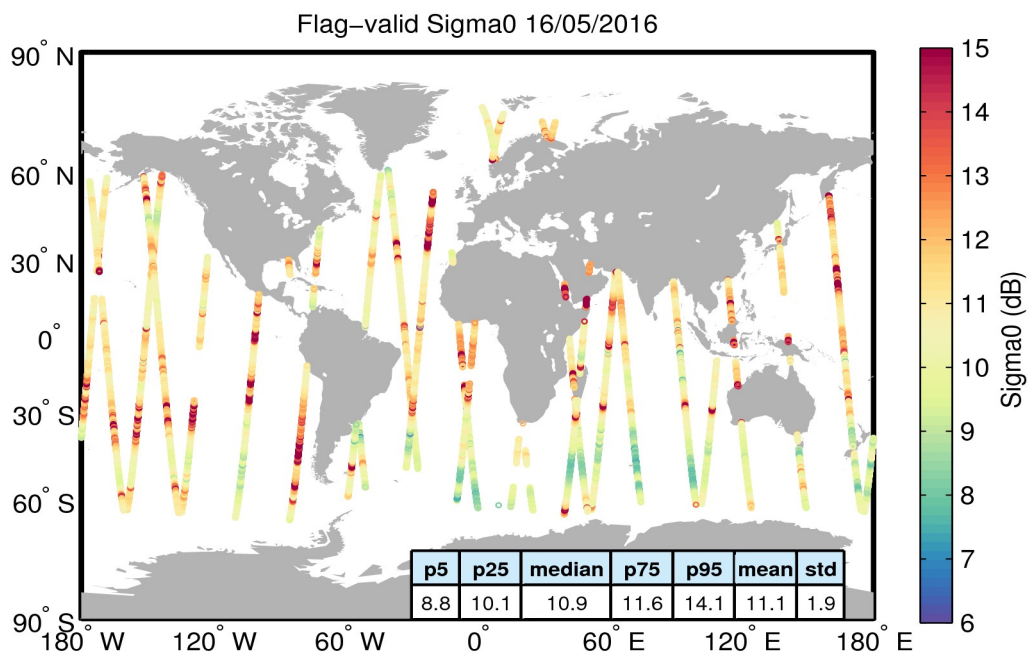 Flag−valid Sigma0 16/05/2016
90° N
60° N
30° N
0°
30° S
60° S
90° S
180° W
120° W
60° W
0°
60° E
120° E
180° E
15
14
13
12
11
10
9
8
7
6
Sigma0 (dB)
p5 p25 median p75 p95 mean std
8.8 10.1 10.9 11.6 14.1 11.1 1.9